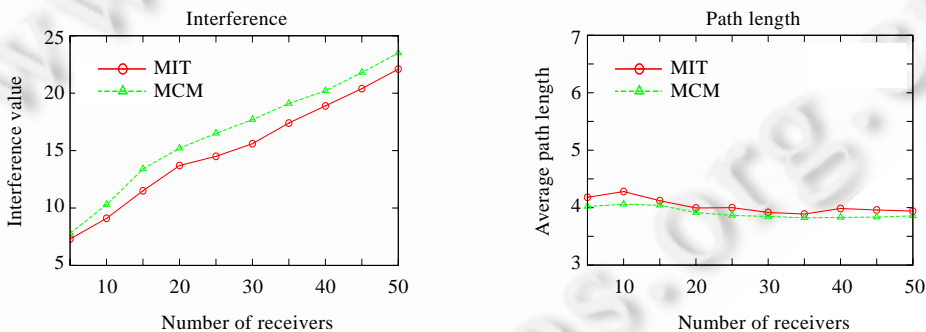 Interference
25
20
15
10
5
Interference value
MIT
MCM
10 20 30 40 50
Number of receivers
Path length
7
6
5
4
3
Average path length
MIT
MCM
10 20 30 40 50
Number of receivers